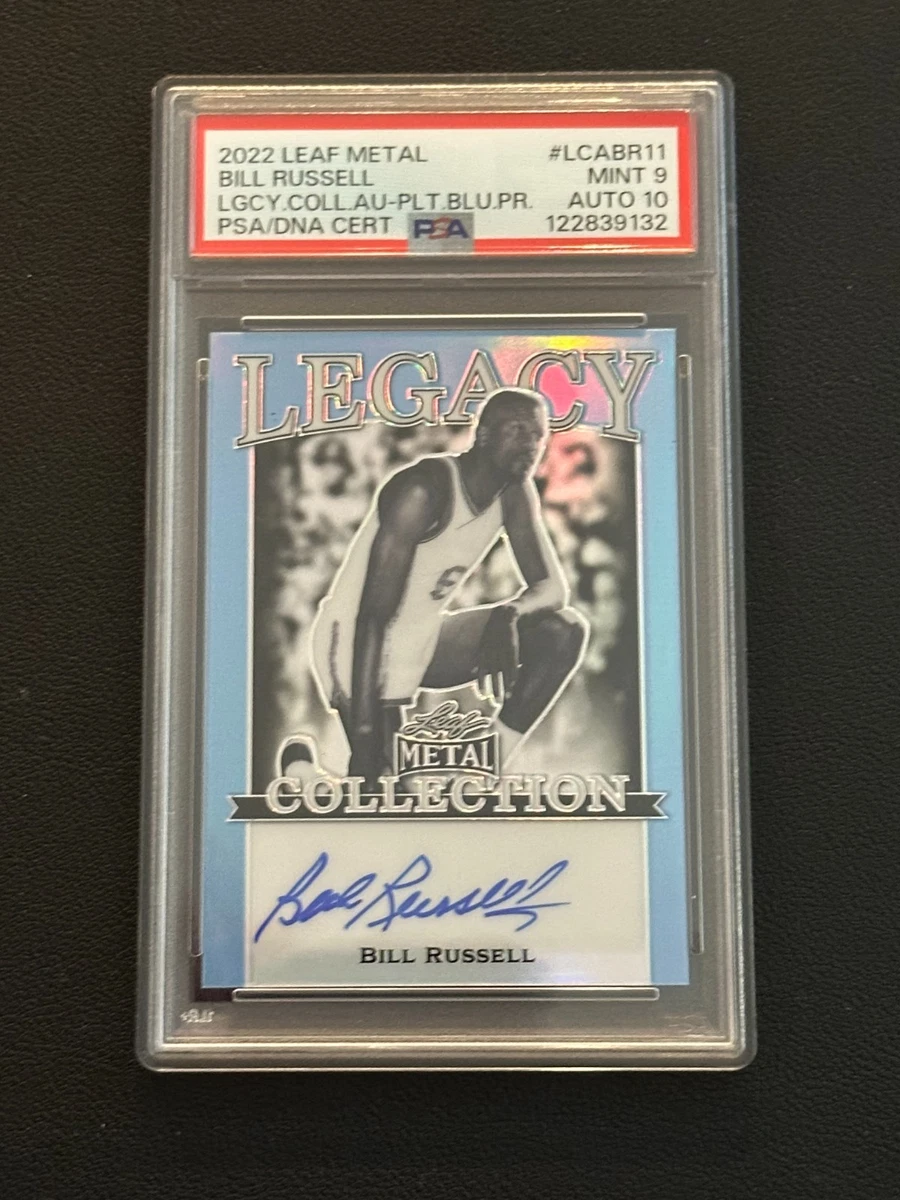 2022 LEAF METAL #LCABR11
BILL RUSSELL MINT 9
LGCY.COLL.AU-PLT.BLU.PR. AUTO 10
PSA/DNA CERT PSA 122839132
LEGACY
6
Leaf
METAL
COLLECTION
Bill Russell
BILL RUSSELL